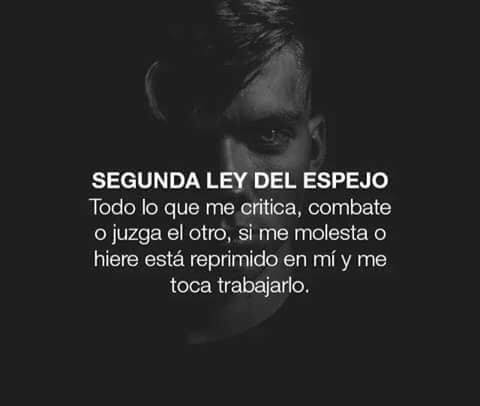 SEGUNDA LEY DEL ESPEJO
Todo lo que me critica, combate
o juzga el otro, si me molesta o
hiere está reprimido en mí y me
toca trabajarlo.